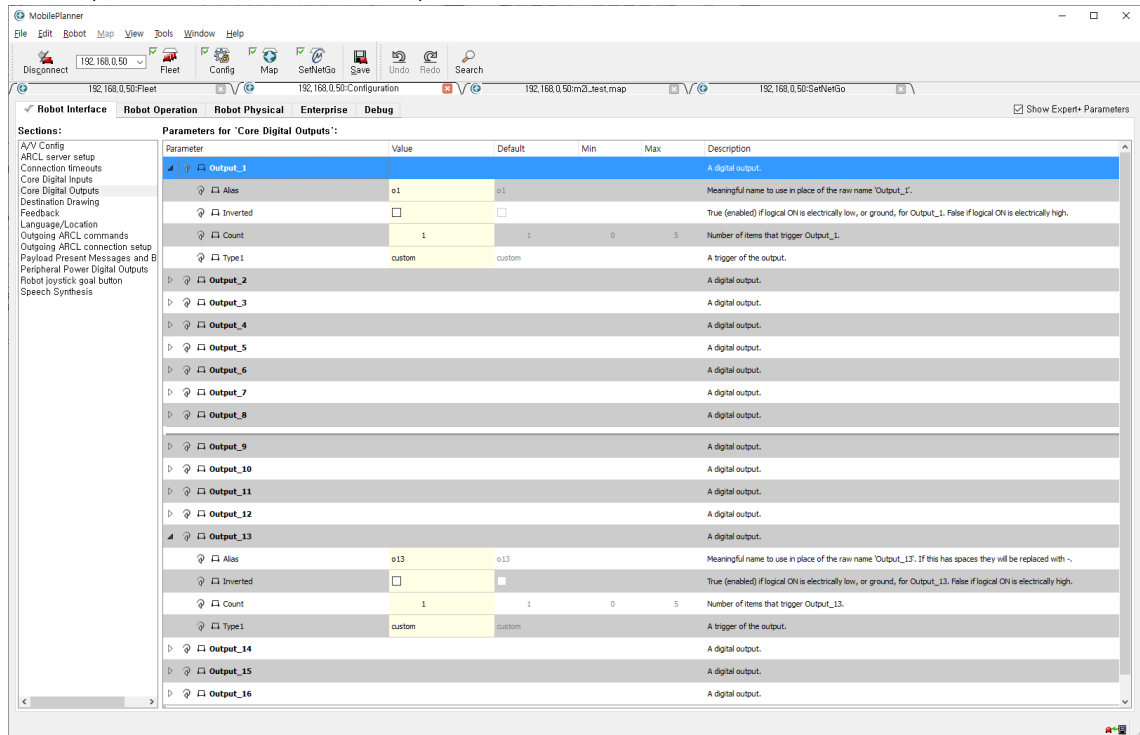 MobilePlanner
File Edit Robot Map View Tools Window Help
Disconnect 192,168,0,50 Fleet Config Map SetNetGo Save Undo Redo Search
192,168,0,50:Fleet 192,168,0,50:Configuration 192,168,0,50:m2i_test,map 192,168,0,50:SetNetGo
Robot Interface Robot Operation Robot Physical Enterprise Debug Show Expert+ Parameters
Sections: Parameters for 'Core Digital Outputs':
A/V Config
ARCL server setup
Connection timeouts
Core Digital Inputs
Core Digital Outputs
Destination Drawing
Feedback
Language/Location
Outgoing ARCL commands
Outgoing ARCL connection setup
Payload Present Messages and B
Peripheral Power Digital Outputs
Robot joystick goal button
Speech Synthesis
Parameter Value Default Min Max Description
Output_1 A digital output.
Alias o1 o1 Meaningful name to use in place of the raw name 'Output_1'.
Inverted True (enabled) if logical ON is electrically low, or ground, for Output_1. False if logical ON is electrically high.
Count 1 1 0 5 Number of items that trigger Output_1.
Type1 custom custom A trigger of the output.
Output_2 A digital output.
Output_3 A digital output.
Output_4 A digital output.
Output_5 A digital output.
Output_6 A digital output.
Output_7 A digital output.
Output_8 A digital output.
Output_9 A digital output.
Output_10 A digital output.
Output_11 A digital output.
Output_12 A digital output.
Output_13 A digital output.
Alias o13 o13 Meaningful name to use in place of the raw name 'Output_13'. If this has spaces they will be replaced with -.
Inverted True (enabled) if logical ON is electrically low, or ground, for Output_13. False if logical ON is electrically high.
Count 1 1 0 5 Number of items that trigger Output_13.
Type1 custom custom A trigger of the output.
Output_14 A digital output.
Output_15 A digital output.
Output_16 A digital output.